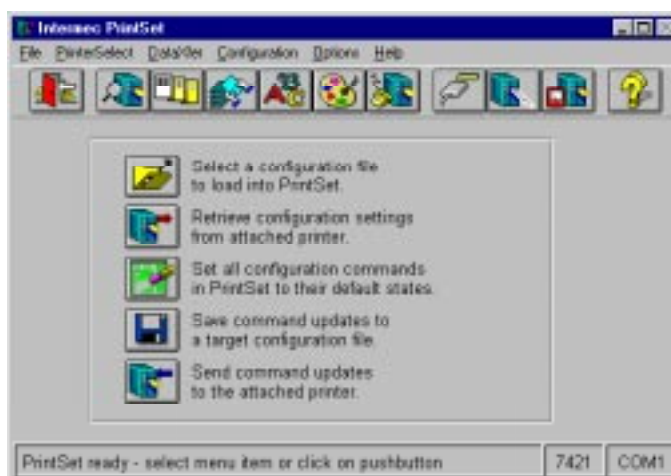 Intermec PrintSet
File PrinterSelect DataXfer Configuration Options Help
Select a configuration file
to load into PrintSet.
Retrieve configuration settings
from attached printer.
Set all configuration commands
in PrintSet to their default states.
Save command updates to
a target configuration file.
Send command updates
to the attached printer.
PrintSet ready - select menu item or click on pushbutton 7421 COM1